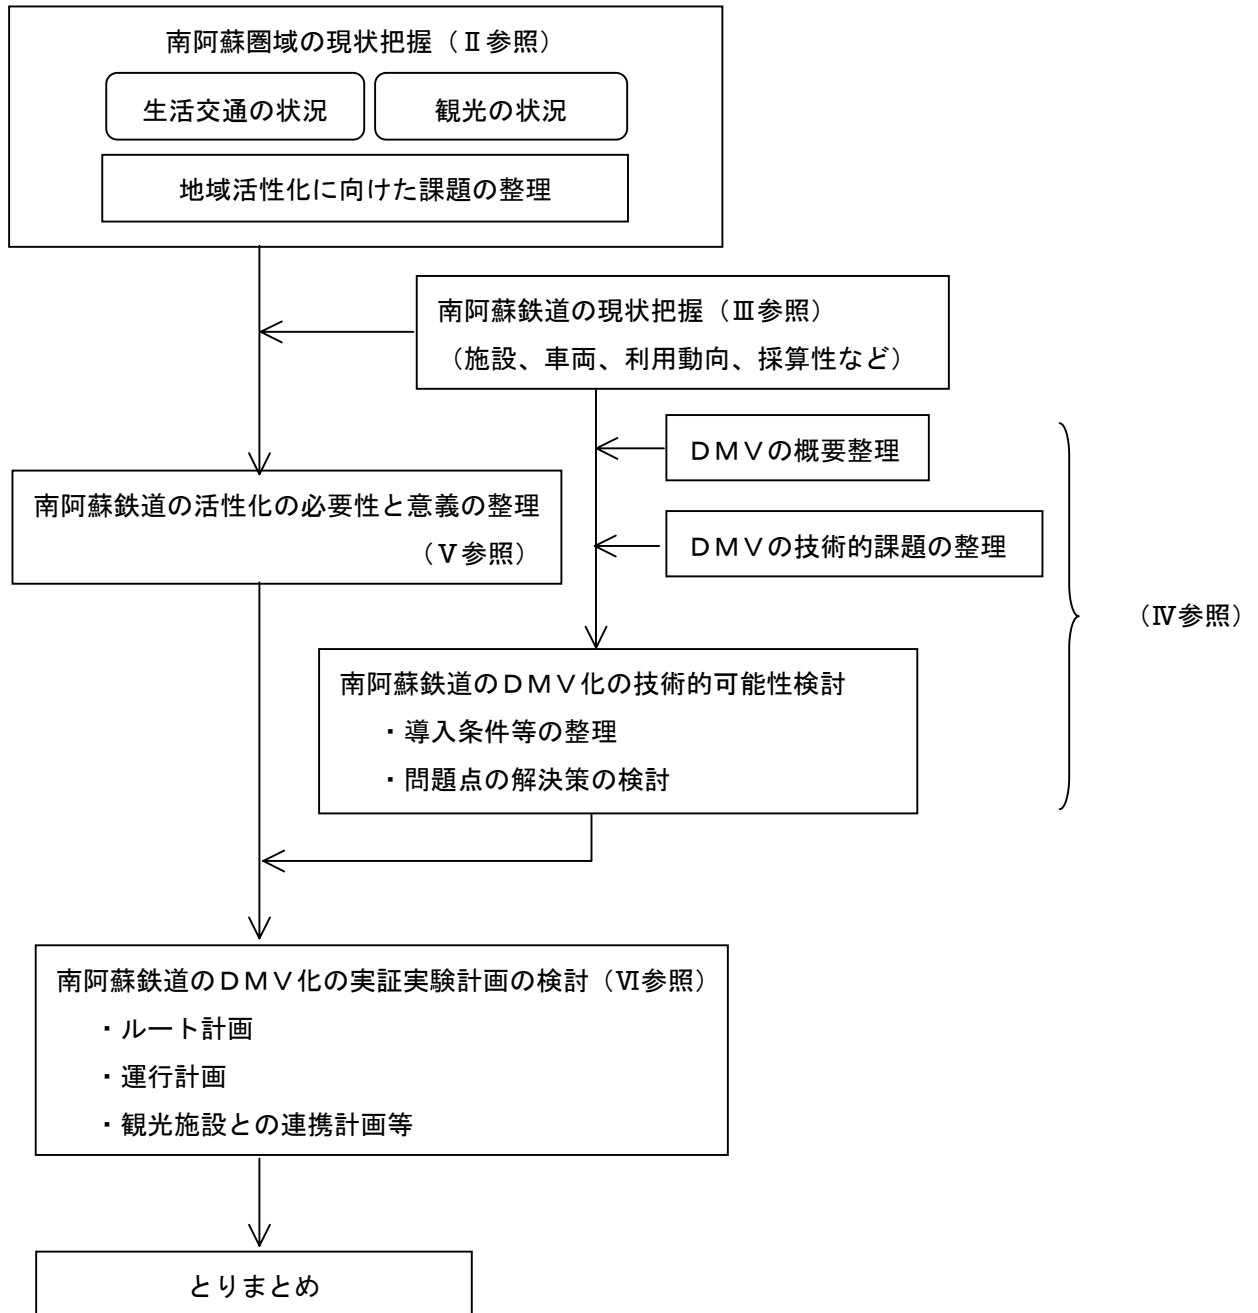 南阿蘇圏域の現状把握(Ⅱ参照)
生活交通の状況
観光の状況
地域活性化に向けた課題の整理
南阿蘇鉄道の現状把握(Ⅲ参照)
(施設、車両、利用動向、採算性など)
DMVの概要整理
南阿蘇鉄道の活性化の必要性と意義の整理
(Ⅴ参照)
DMVの技術的課題の整理
(Ⅳ参照)
南阿蘇鉄道のDMV化の技術的可能性検討
・導入条件等の整理
・問題点の解決策の検討
南阿蘇鉄道のDMV化の実証実験計画の検討(Ⅵ参照)
・ルート計画
・運行計画
・観光施設との連携計画等
とりまとめ